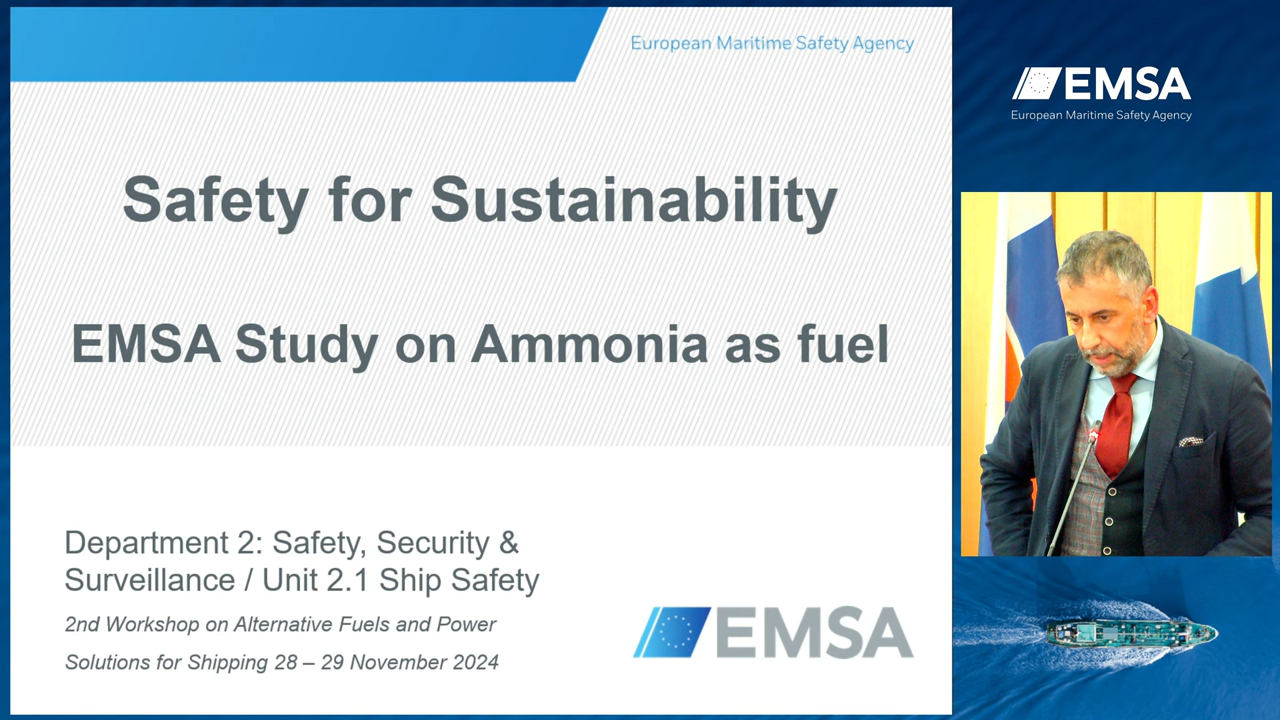 European Maritime Safety Agency
Safety for Sustainability
EMSA Study on Ammonia as fuel
Department 2: Safety, Security &
Surveillance / Unit 2.1 Ship Safety
2nd Workshop on Alternative Fuels and Power
Solutions for Shipping 28 – 29 November 2024
EMSA
EMSA
European Maritime Safety Agency